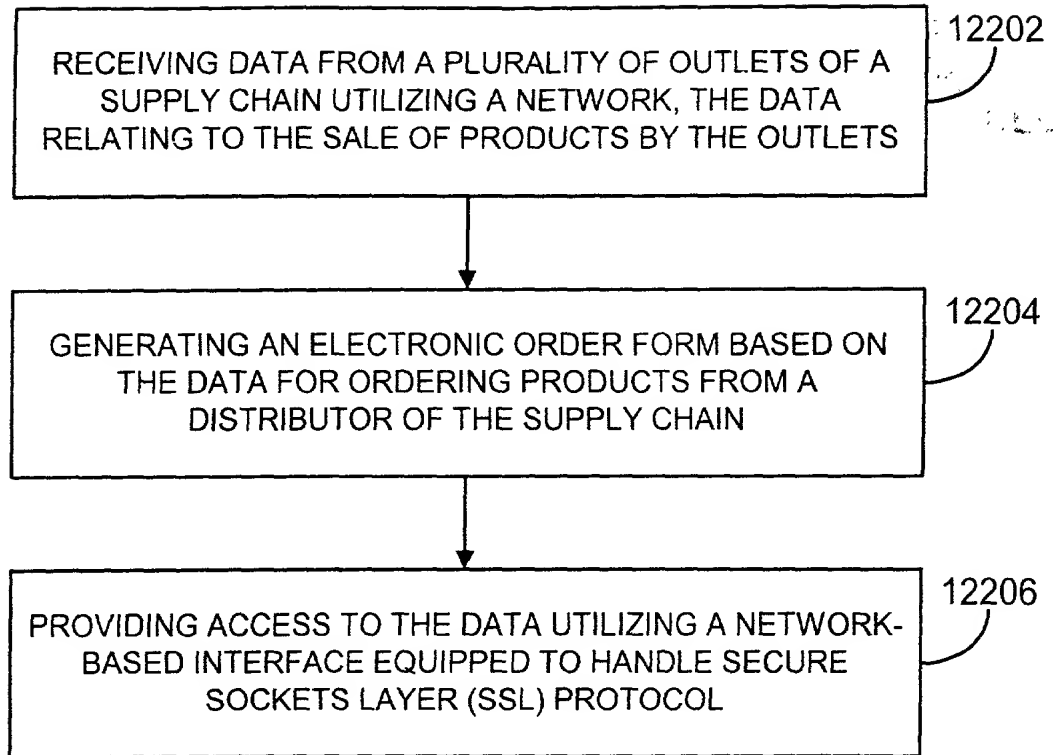 12202
RECEIVING DATA FROM A PLURALITY OF OUTLETS OF A
SUPPLY CHAIN UTILIZING A NETWORK, THE DATA
RELATING TO THE SALE OF PRODUCTS BY THE OUTLETS
12204
GENERATING AN ELECTRONIC ORDER FORM BASED ON
THE DATA FOR ORDERING PRODUCTS FROM A
DISTRIBUTOR OF THE SUPPLY CHAIN
12206
PROVIDING ACCESS TO THE DATA UTILIZING A NETWORK-
BASED INTERFACE EQUIPPED TO HANDLE SECURE
SOCKETS LAYER (SSL) PROTOCOL